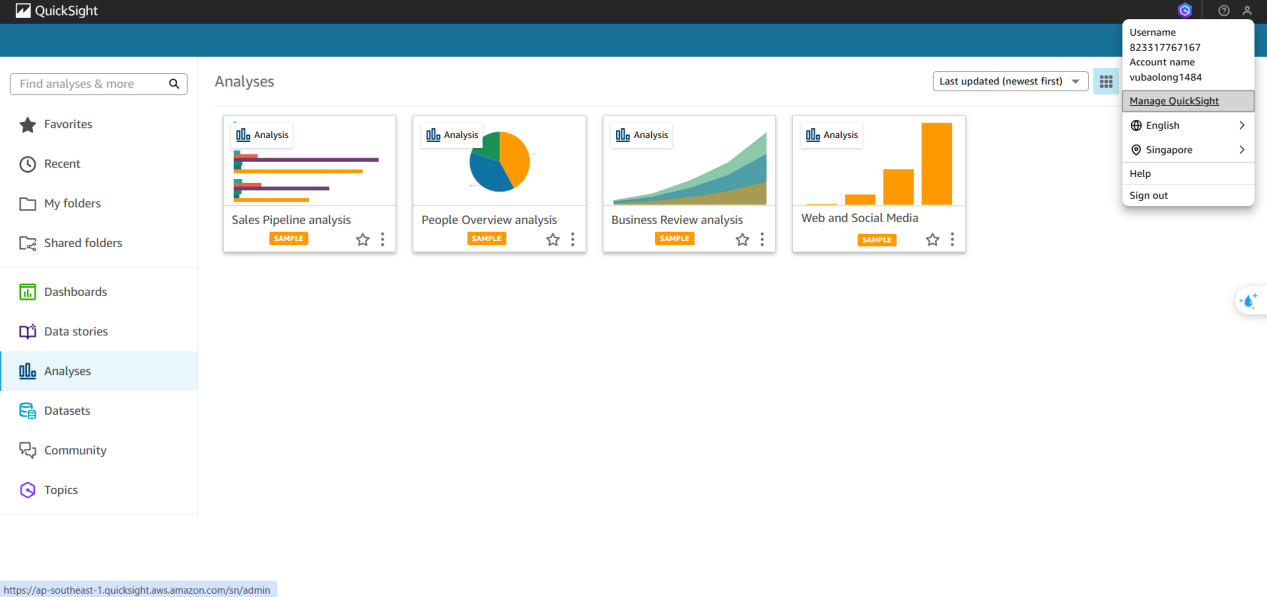 QuickSight
Username
823317767167
Account name
vubaolong1484
Manage QuickSight
English
Singapore
Help
Sign out
Find analyses & more
Favorites
Recent
My folders
Shared folders
Dashboards
Data stories
Analyses
Datasets
Community
Topics
Analyses
Last updated (newest first)
Analysis
Sales Pipeline analysis
SAMPLE
Analysis
People Overview analysis
SAMPLE
Analysis
Business Review analysis
SAMPLE
Analysis
Web and Social Media
SAMPLE
https://ap-southeast-1.quicksight.aws.amazon.com/sn/admin